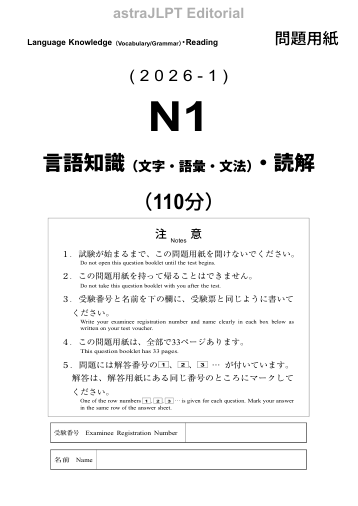 astraJLPT Editorial
Language Knowledge (Vocabulary/Grammar)・Reading
問題用紙
(2026-1)
N1
言語知識（文字・語彙・文法）・読解
（110分）
注 意
Notes
1. 試験が始まるまで、この問題用紙を開けないでください。
Do not open this question booklet until the test begins.
2. この問題用紙を持って帰ることはできません。
Do not take this question booklet with you after the test.
3. 受験番号と名前を下の欄に、受験票と同じように書いて
ください。
Write your examinee registration number and name clearly in each box below as
written on your test voucher.
4. この問題用紙は、全部で33ページあります。
This question booklet has 33 pages.
5. 問題には解答番号の1、2、3 … が付いています。
解答は、解答用紙にある同じ番号のところにマークして
ください。
One of the row numbers 1, 2, 3 … is given for each question. Mark your answer
in the same row of the answer sheet.
受験番号 Examinee Registration Number
名前 Name